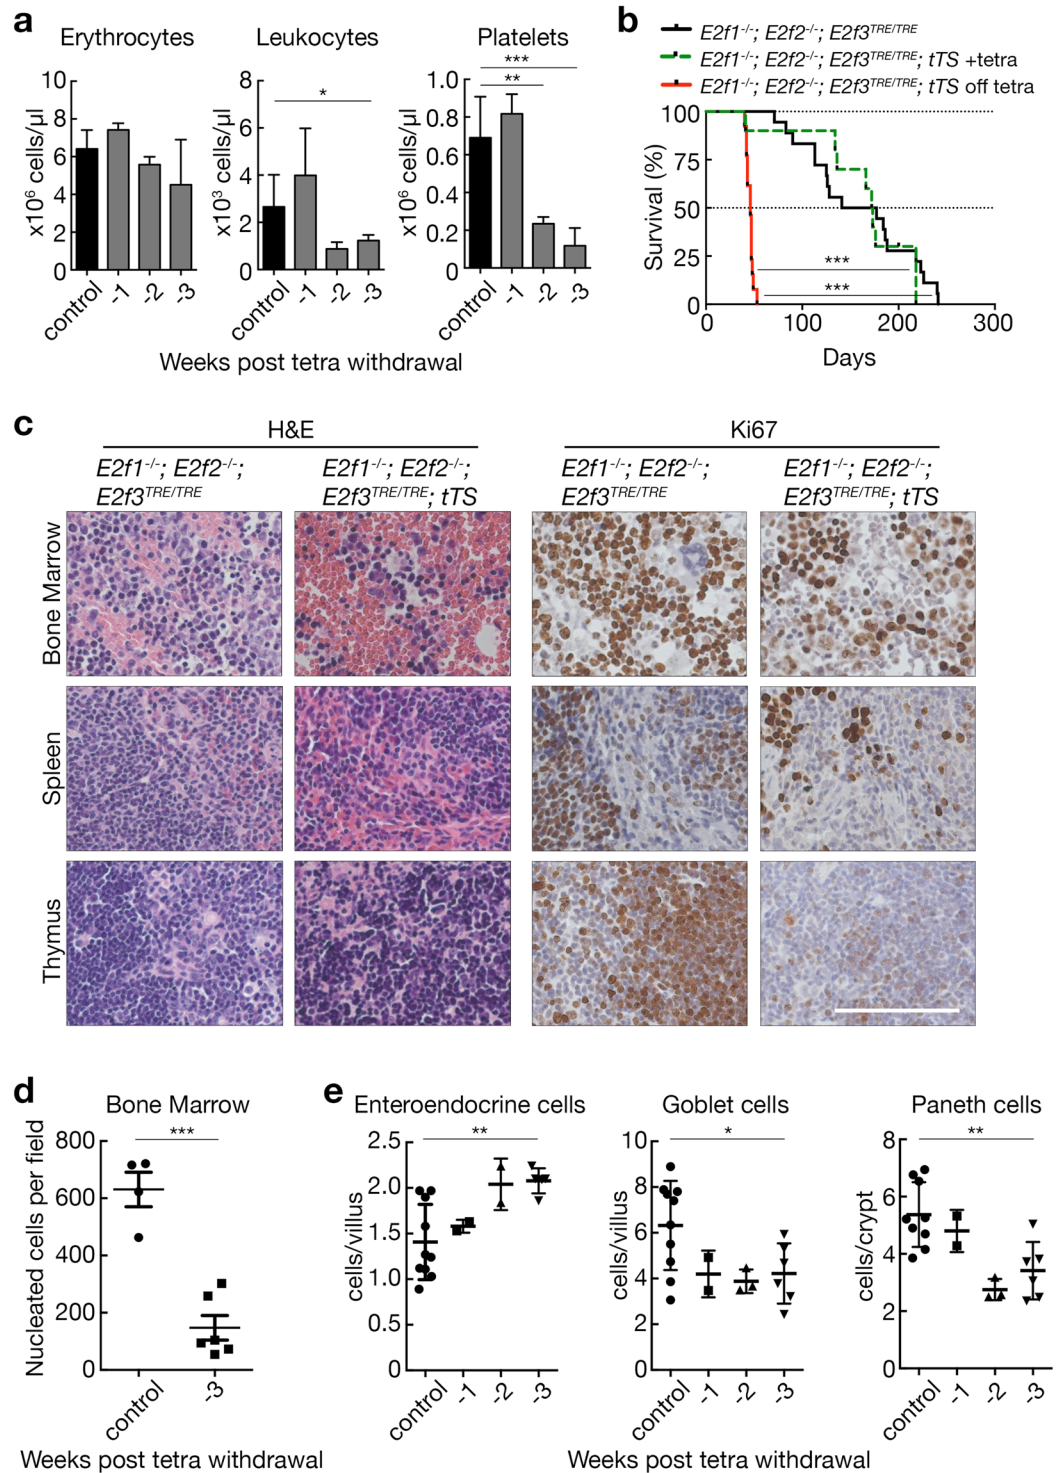 a
Erythrocytes
Leukocytes
Platelets
x10⁶ cells/µl
10
8
6
4
2
0
control
-1
-2
-3
x10³ cells/µl
8
6
4
2
0
*
control
-1
-2
-3
x10⁶ cells/µl
1.0
0.8
0.6
0.4
0.2
0
***
**
control
-1
-2
-3
Weeks post tetra withdrawal
b
E2f1-/-; E2f2-/-; E2f3TRE/TRE
E2f1-/-; E2f2-/-; E2f3TRE/TRE; tTS +tetra
E2f1-/-; E2f2-/-; E2f3TRE/TRE; tTS off tetra
Survival (%)
100
75
50
25
0
***
***
0 100 200 300
Days
c
H&E
Ki67
E2f1-/-; E2f2-/-;
E2f3TRE/TRE
E2f1-/-; E2f2-/-;
E2f3TRE/TRE; tTS
E2f1-/-; E2f2-/-;
E2f3TRE/TRE
E2f1-/-; E2f2-/-;
E2f3TRE/TRE; tTS
Bone Marrow
Spleen
Thymus
d
Bone Marrow
***
Nucleated cells per field
800
600
400
200
0
control
-3
Weeks post tetra withdrawal
e
Enteroendocrine cells
**
cells/villus
2.5
2.0
1.5
1.0
0.5
0
control
-1
-2
-3
Goblet cells
*
cells/villus
10
8
6
4
2
0
control
-1
-2
-3
Paneth cells
**
cells/crypt
8
6
4
2
0
control
-1
-2
-3
Weeks post tetra withdrawal